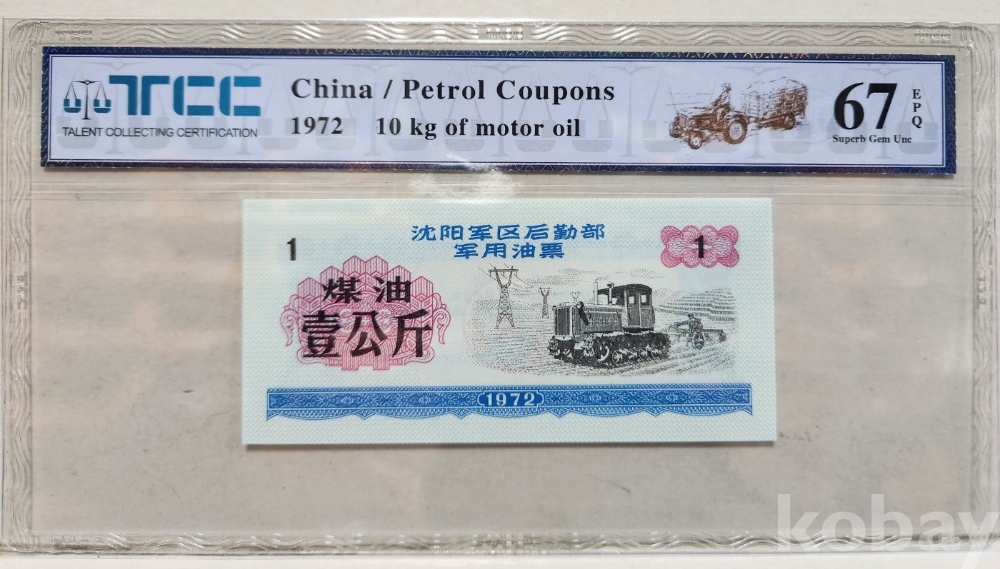 TCC
TALENT COLLECTING CERTIFICATION
China / Petrol Coupons
1972 10 kg of motor oil
67 EPQ
Superb Gem Unc
沈阳军区后勤部
军用油票
1
1
煤油
壹公斤
1972
kobay